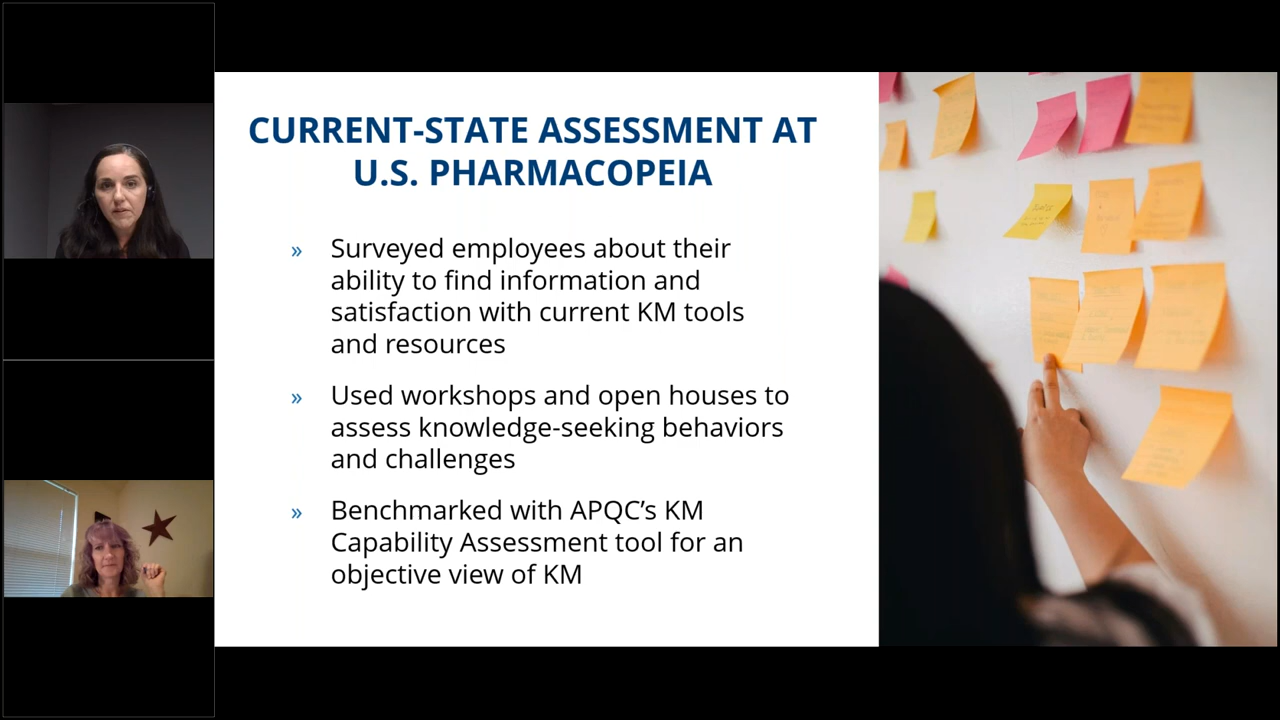 CURRENT-STATE ASSESSMENT AT
U.S. PHARMACOPEIA
» Surveyed employees about their
ability to find information and
satisfaction with current KM tools
and resources
» Used workshops and open houses to
assess knowledge-seeking behaviors
and challenges
» Benchmarked with APQC’s KM
Capability Assessment tool for an
objective view of KM